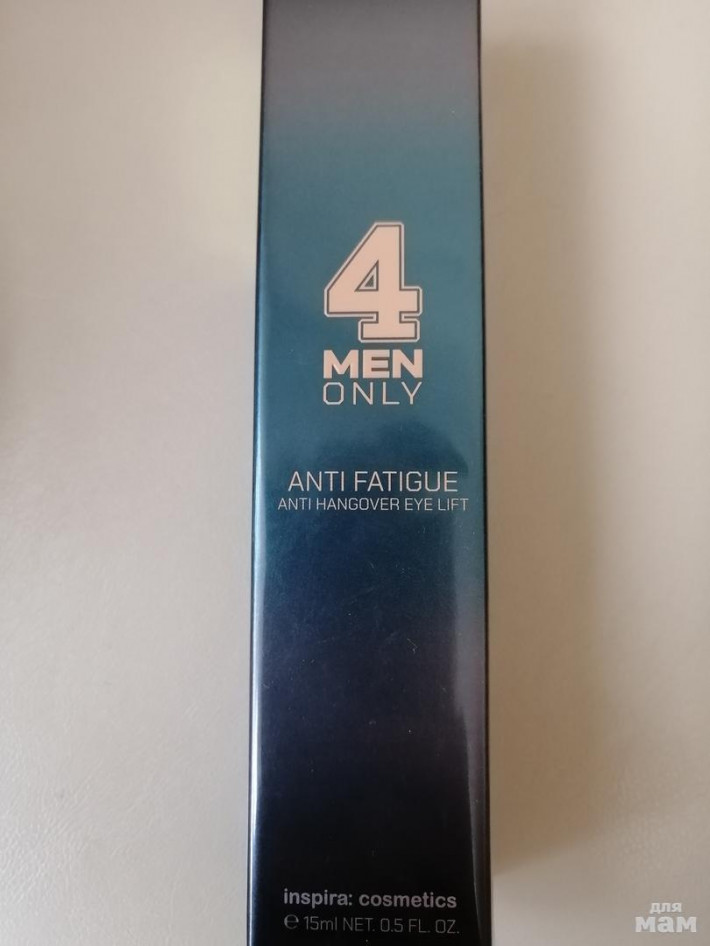 4
MEN
ONLY
ANTI FATIGUE
ANTI HANGOVER EYE LIFT
inspira: cosmetics
℮ 15ml NET. 0.5 FL. OZ.
для
мам